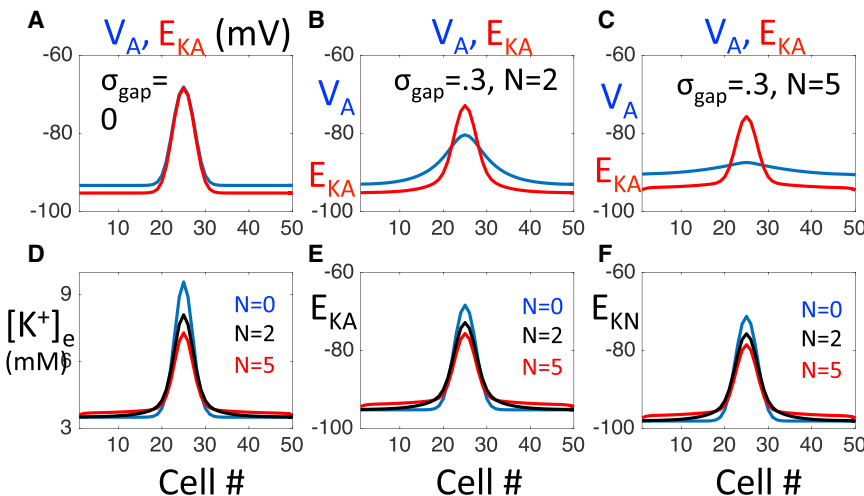 A V_A, E_KA (mV)
B V_A, E_KA
C V_A, E_KA
-60
-80
-100
σ_gap=
0
10 20 30 40 50
V_A
E_KA
-60
-80
-100
σ_gap=.3, N=2
10 20 30 40 50
V_A
E_KA
-60
-80
-100
σ_gap=.3, N=5
10 20 30 40 50
D
[K⁺]_e
(mM)
9
6
3
N=0
N=2
N=5
10 20 30 40 50
Cell #
E
E_KA
-60
-80
-100
N=0
N=2
N=5
10 20 30 40 50
Cell #
F
E_KN
-60
-80
-100
N=0
N=2
N=5
10 20 30 40 50
Cell #